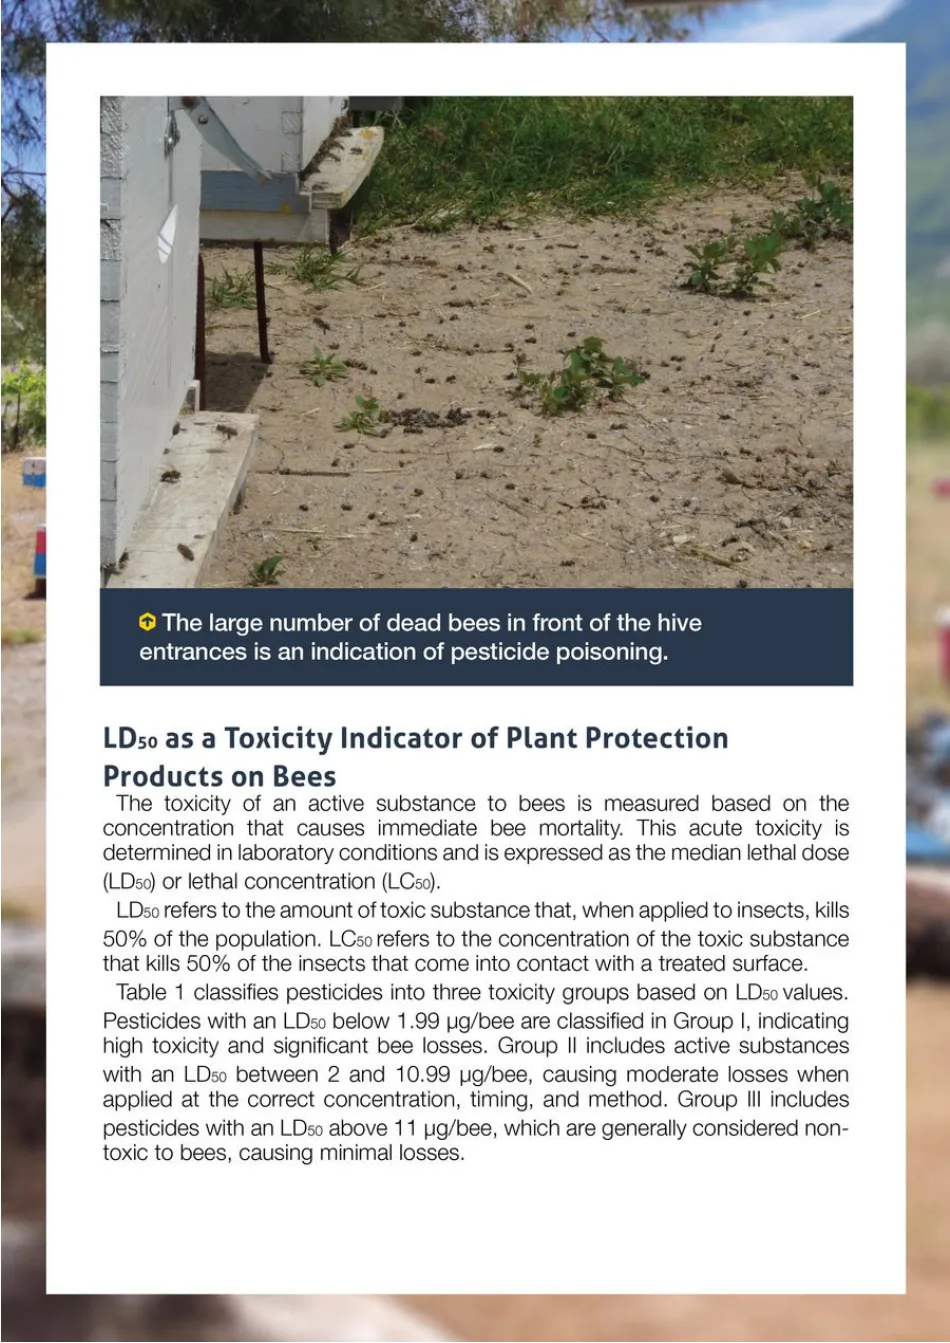 The large number of dead bees in front of the hive
entrances is an indication of pesticide poisoning.
LD50 as a Toxicity Indicator of Plant Protection
Products on Bees
The toxicity of an active substance to bees is measured based on the
concentration that causes immediate bee mortality. This acute toxicity is
determined in laboratory conditions and is expressed as the median lethal dose
(LD50) or lethal concentration (LC50).
LD50 refers to the amount of toxic substance that, when applied to insects, kills
50% of the population. LC50 refers to the concentration of the toxic substance
that kills 50% of the insects that come into contact with a treated surface.
Table 1 classifies pesticides into three toxicity groups based on LD50 values.
Pesticides with an LD50 below 1.99 µg/bee are classified in Group I, indicating
high toxicity and significant bee losses. Group II includes active substances
with an LD50 between 2 and 10.99 µg/bee, causing moderate losses when
applied at the correct concentration, timing, and method. Group III includes
pesticides with an LD50 above 11 µg/bee, which are generally considered non-
toxic to bees, causing minimal losses.